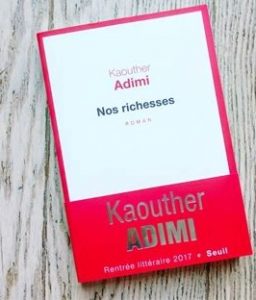 Kaouther
Adimi
Nos richesses
ROMAN
Kaouther
ADIMI
Rentrée littéraire 2017 • Seuil